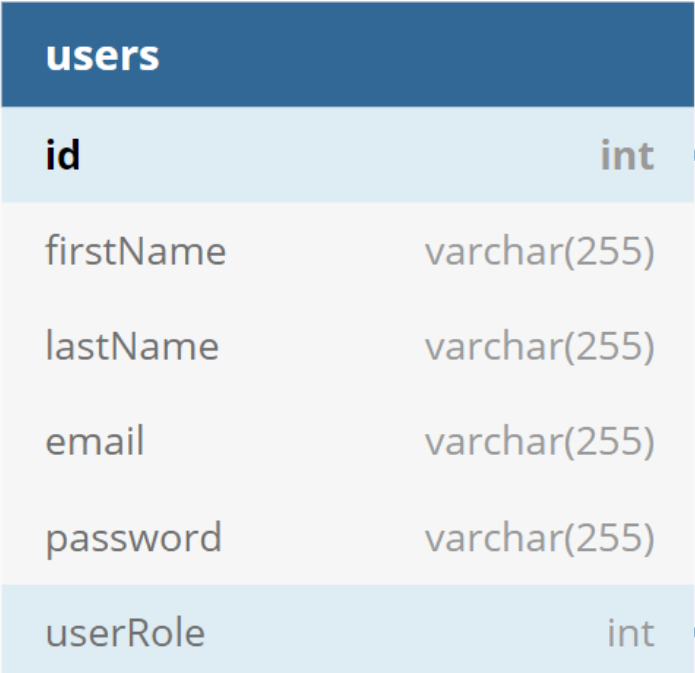 users
id int
firstName varchar(255)
lastName varchar(255)
email varchar(255)
password varchar(255)
userRole int